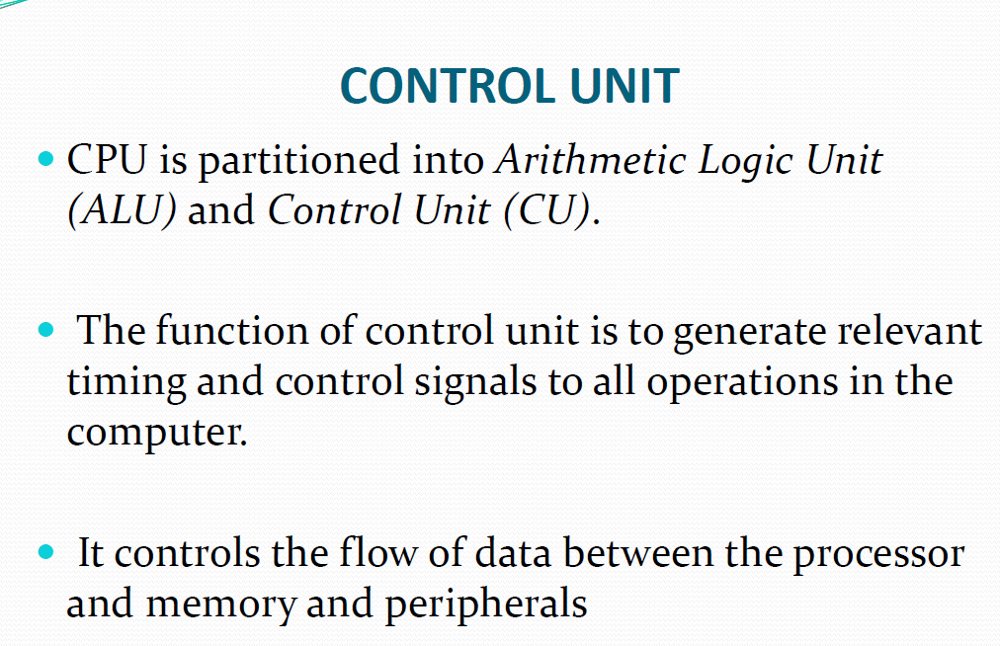 CONTROL UNIT
• CPU is partitioned into Arithmetic Logic Unit
(ALU) and Control Unit (CU).
• The function of control unit is to generate relevant
timing and control signals to all operations in the
computer.
• It controls the flow of data between the processor
and memory and peripherals